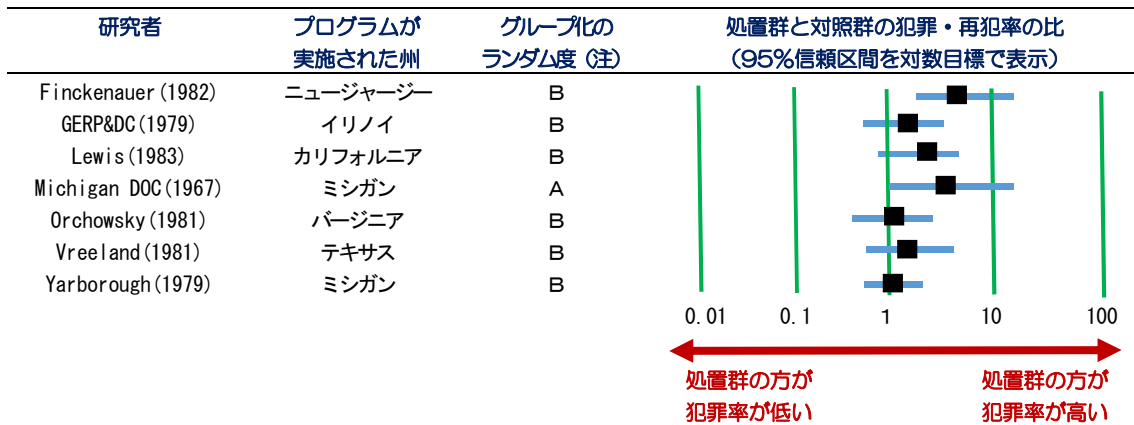 研究者 プログラムが グループ化の 処置群と対照群の犯罪・再犯率の比
実施された州 ランダム度（注） （95％信頼区間を対数目標で表示）
Finckenauer(1982) ニュージャージー B
GERP&DC(1979) イリノイ B
Lewis(1983) カリフォルニア B
Michigan DOC(1967) ミシガン A
Orchowsky(1981) バージニア B
Vreeland(1981) テキサス B
Yarborough(1979) ミシガン B
0.01 0.1 1 10 100
処置群の方が 処置群の方が
犯罪率が低い 犯罪率が高い